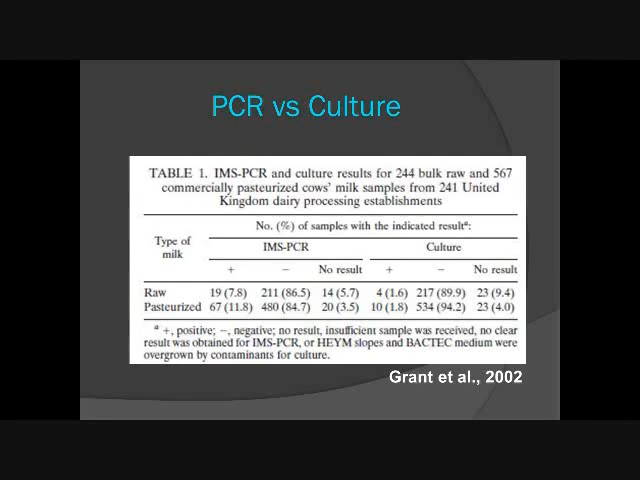 PCR vs Culture
TABLE 1. IMS-PCR and culture results for 244 bulk raw and 567
commercially pasteurized cows' milk samples from 241 United
Kingdom dairy processing establishments
No. (%) of samples with the indicated resultᵃ:
Type of milk
IMS-PCR Culture
+ − No result + − No result
Raw 19 (7.8) 211 (86.5) 14 (5.7) 4 (1.6) 217 (89.9) 23 (9.4)
Pasteurized 67 (11.8) 480 (84.7) 20 (3.5) 10 (1.8) 534 (94.2) 23 (4.0)
ᵃ +, positive; −, negative; no result, insufficient sample was received, no clear
result was obtained for IMS-PCR, or HEYM slopes and BACTEC medium were
overgrown by contaminants for culture.
Grant et al., 2002